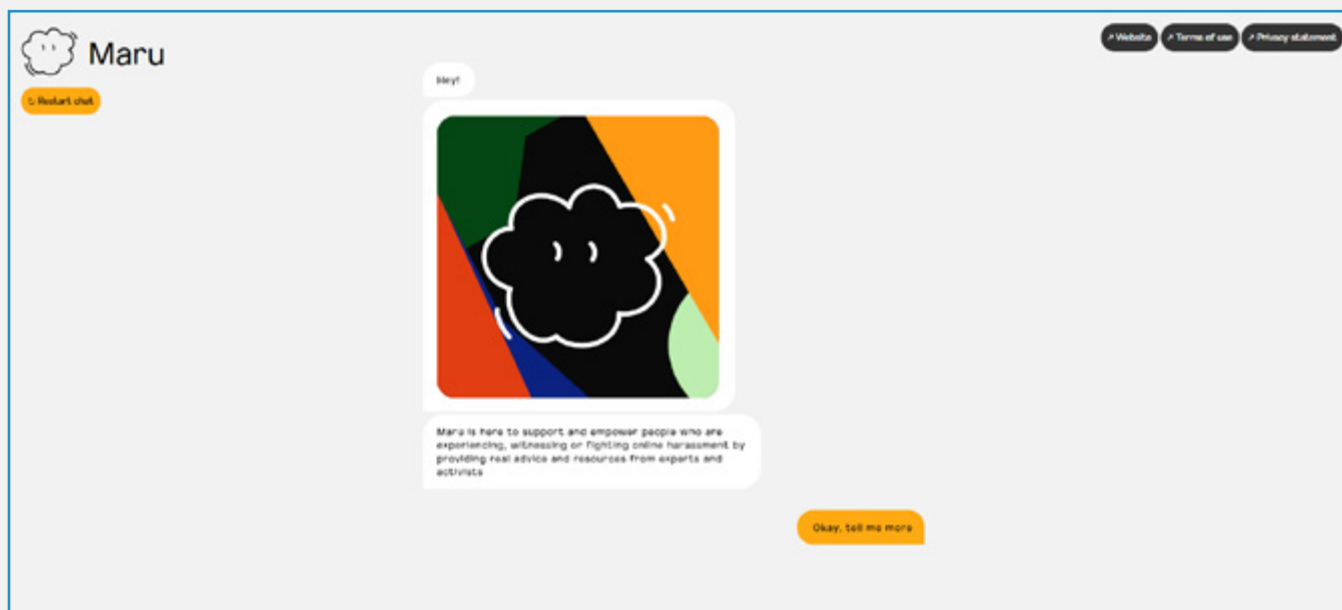 Maru
↗ Website
↗ Terms of use
↗ Privacy statement
↻ Restart chat
Hey!
Maru is here to support and empower people who are
experiencing, witnessing or fighting online harassment by
providing real advice and resources from experts and
activists
Okay, tell me more